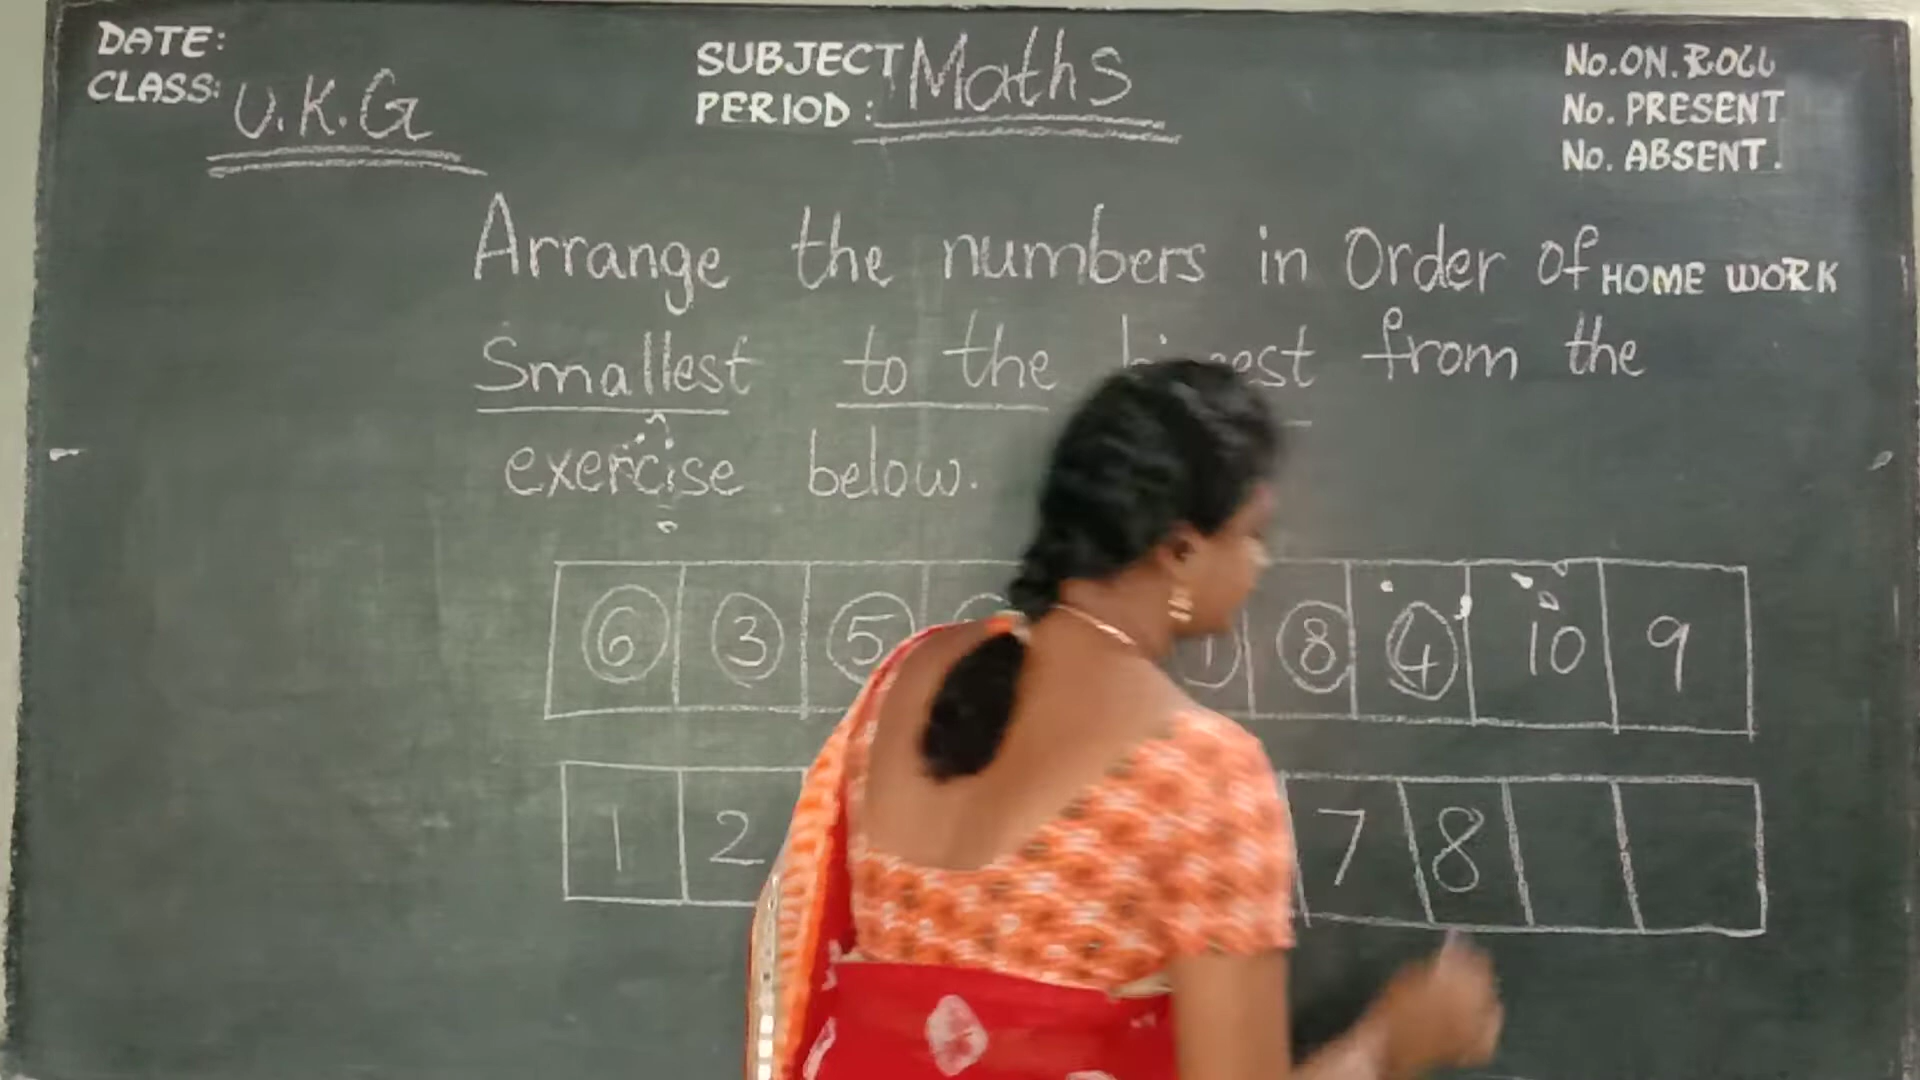 DATE:
CLASS: U.K.G
SUBJECT Maths
PERIOD:
No.ON.ROLL
No. PRESENT
No. ABSENT.
Arrange the numbers in Order of
HOME WORK
Smallest to the from the
exercise below.
6 3 5 1 8 4 10 9
1 2 7 8